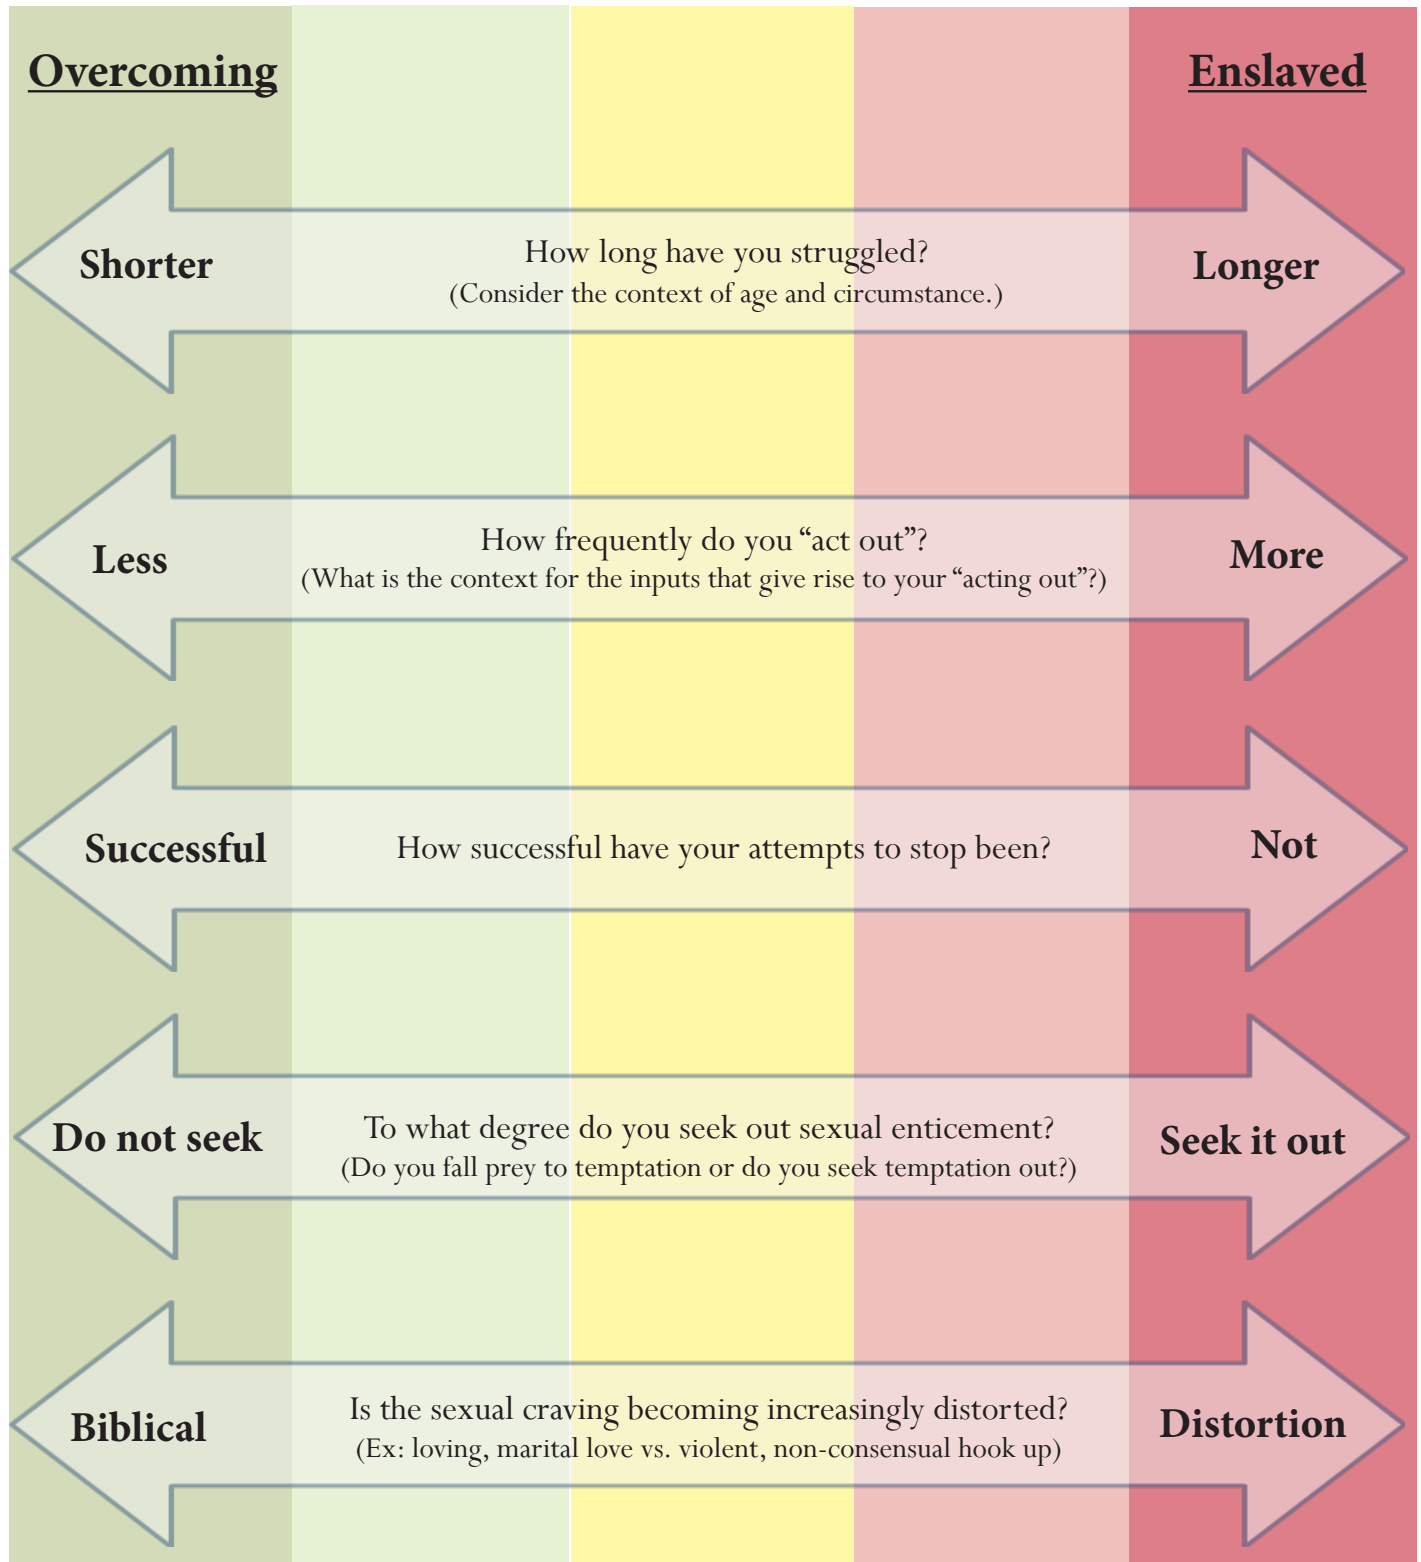 Overcoming
Enslaved
Shorter
How long have you struggled?
(Consider the context of age and circumstance.)
Longer
Less
How frequently do you “act out”?
(What is the context for the inputs that give rise to your “acting out”?)
More
Successful
How successful have your attempts to stop been?
Not
Do not seek
To what degree do you seek out sexual enticement?
(Do you fall prey to temptation or do you seek temptation out?)
Seek it out
Biblical
Is the sexual craving becoming increasingly distorted?
(Ex: loving, marital love vs. violent, non-consensual hook up)
Distortion